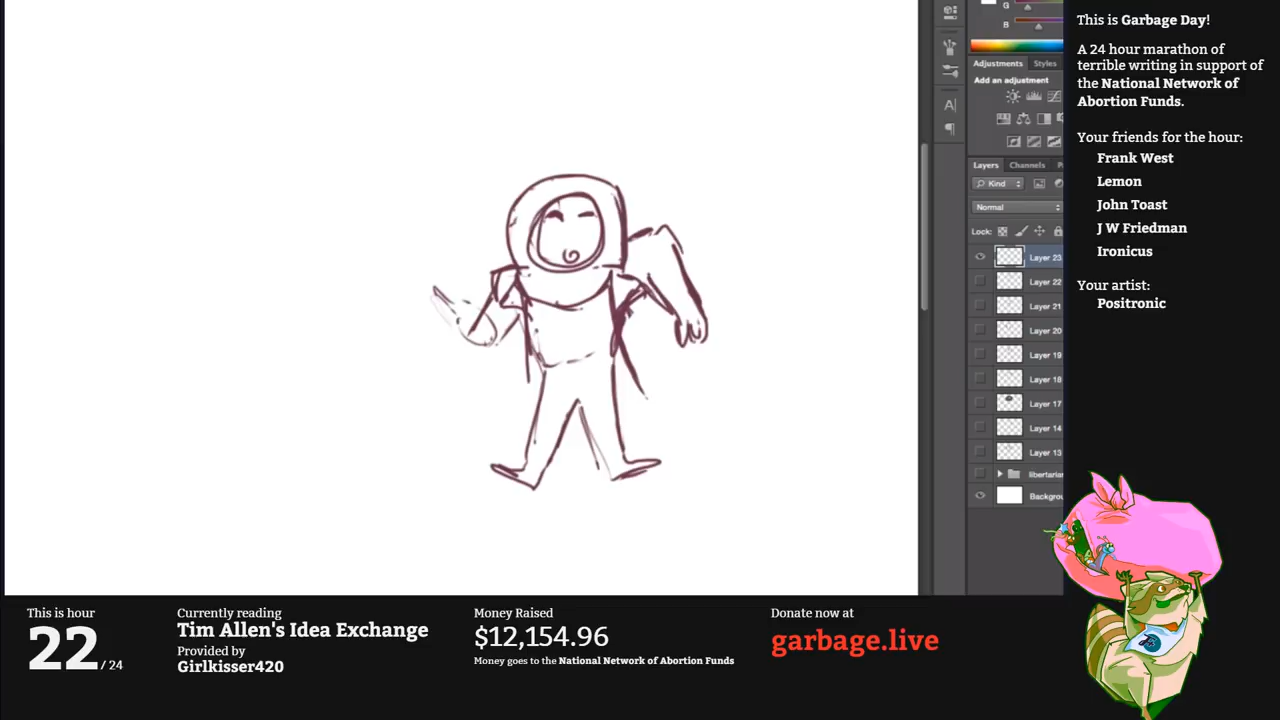 G
B
Adjustments Styles
Add an adjustment
A
Layers Channels P
Kind
Normal
Lock:
Layer 23
Layer 22
Layer 21
Layer 20
Layer 19
Layer 18
Layer 17
Layer 14
Layer 13
libertarian
Backgrou
This is Garbage Day!
A 24 hour marathon of
terrible writing in support of
the National Network of
Abortion Funds.
Your friends for the hour:
Frank West
Lemon
John Toast
J W Friedman
Ironicus
Your artist:
Positronic
This is hour
22 / 24
Currently reading
Tim Allen's Idea Exchange
Provided by
Girlkisser420
Money Raised
$12,154.96
Money goes to the National Network of Abortion Funds
Donate now at
garbage.live